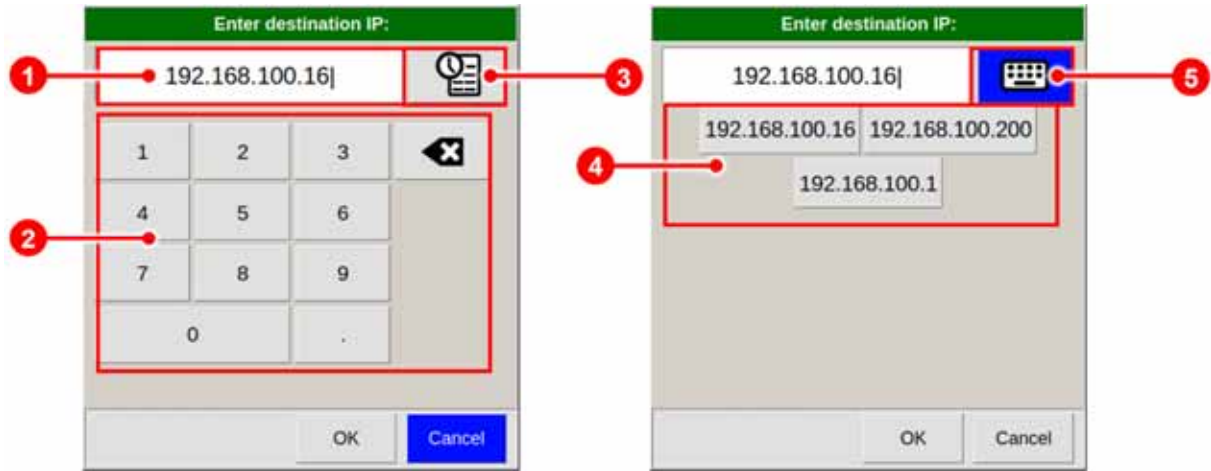 Enter destination IP:
1
192.168.100.16
3
1 2 3
4 5 6
2
7 8 9
0 .
OK Cancel
Enter destination IP:
192.168.100.16
5
192.168.100.16 192.168.100.200
4
192.168.100.1
OK Cancel